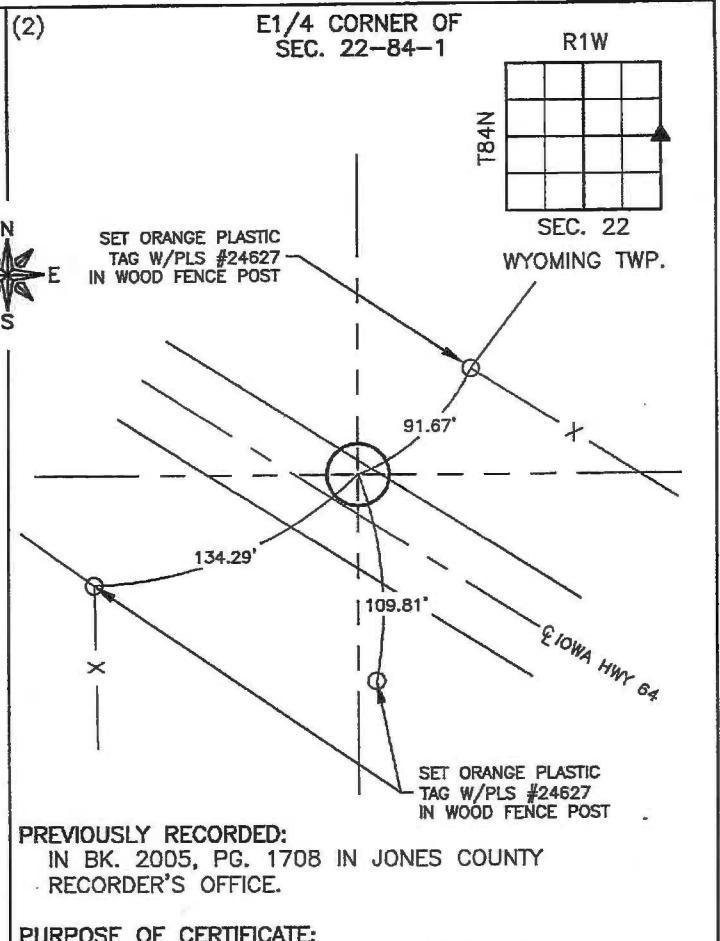 (2)
E1/4 CORNER OF
SEC. 22-84-1
R1W
T84N
SEC. 22
WYOMING TWP.
N
E
S
SET ORANGE PLASTIC
TAG W/PLS #24627
IN WOOD FENCE POST
91.67'
X
134.29'
109.81'
X
℄ IOWA HWY 64
SET ORANGE PLASTIC
TAG W/PLS #24627
IN WOOD FENCE POST
PREVIOUSLY RECORDED:
IN BK. 2005, PG. 1708 IN JONES COUNTY
RECORDER'S OFFICE.
PURPOSE OF CERTIFICATE: